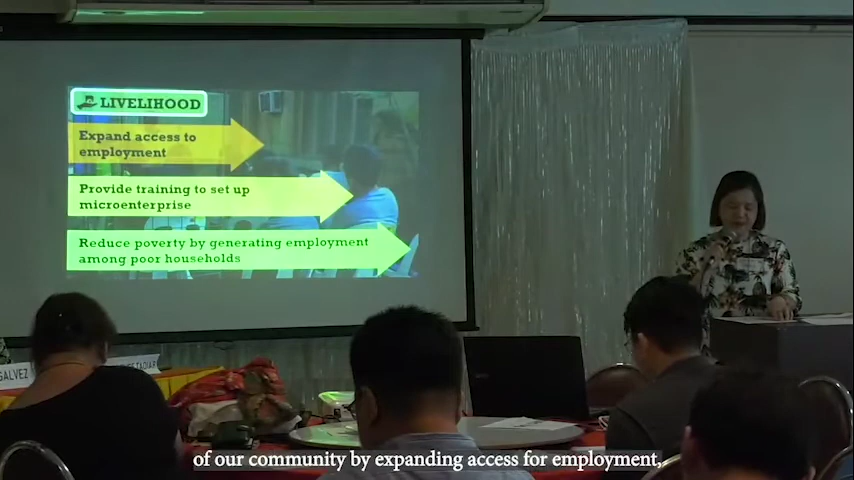 LIVELIHOOD
Expand access to
employment
Provide training to set up
microenterprise
Reduce poverty by generating employment
among poor households
GALVEZ
of our community by expanding access for employment,